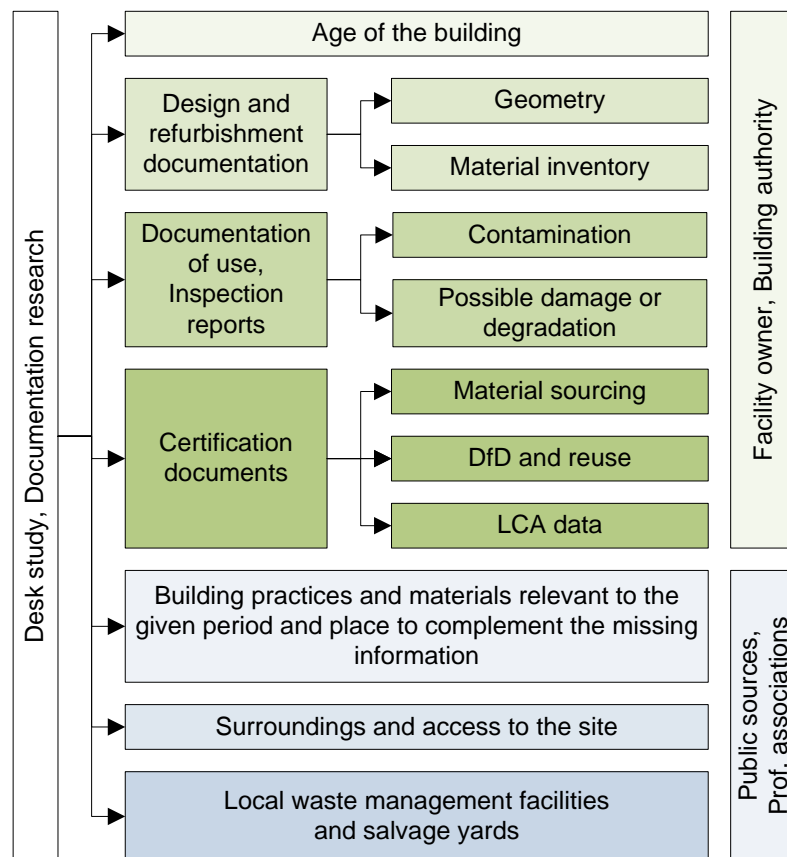 Desk study, Documentation research
Age of the building
Design and
refurbishment
documentation
Geometry
Material inventory
Documentation
of use,
Inspection
reports
Contamination
Possible damage or
degradation
Certification
documents
Material sourcing
DfD and reuse
LCA data
Facility owner, Building authority
Building practices and materials relevant to the
given period and place to complement the missing
information
Surroundings and access to the site
Local waste management facilities
and salvage yards
Public sources,
Prof. associations